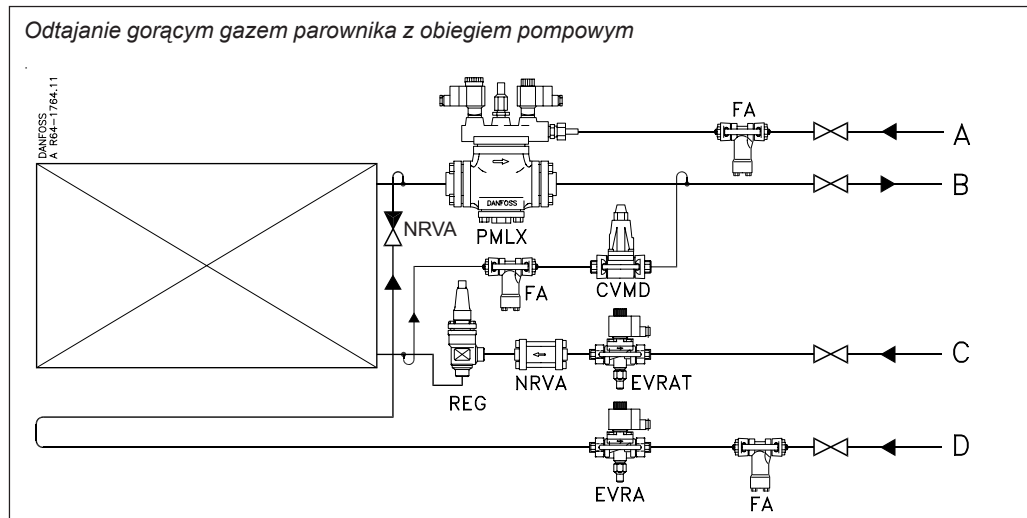 Odtajanie gorącym gazem parownika z obiegiem pompowym
DANFOSS
A R64-1764.11
FA
A
B
NRVA
DANFOSS
PMLX
FA
CVMD
C
REG
NRVA
EVRAT
D
EVRA
FA